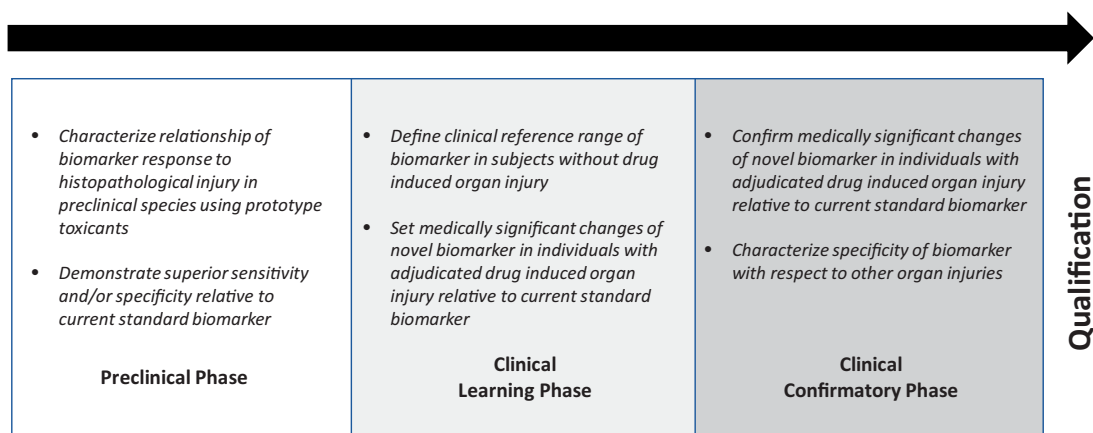 • Characterize relationship of
biomarker response to
histopathological injury in
preclinical species using prototype
toxicants
• Demonstrate superior sensitivity
and/or specificity relative to
current standard biomarker
Preclinical Phase
• Define clinical reference range of
biomarker in subjects without drug
induced organ injury
• Set medically significant changes of
novel biomarker in individuals with
adjudicated drug induced organ
injury relative to current standard
biomarker
Clinical
Learning Phase
• Confirm medically significant changes
of novel biomarker in individuals with
adjudicated drug induced organ injury
relative to current standard biomarker
• Characterize specificity of biomarker
with respect to other organ injuries
Clinical
Confirmatory Phase
Qualification